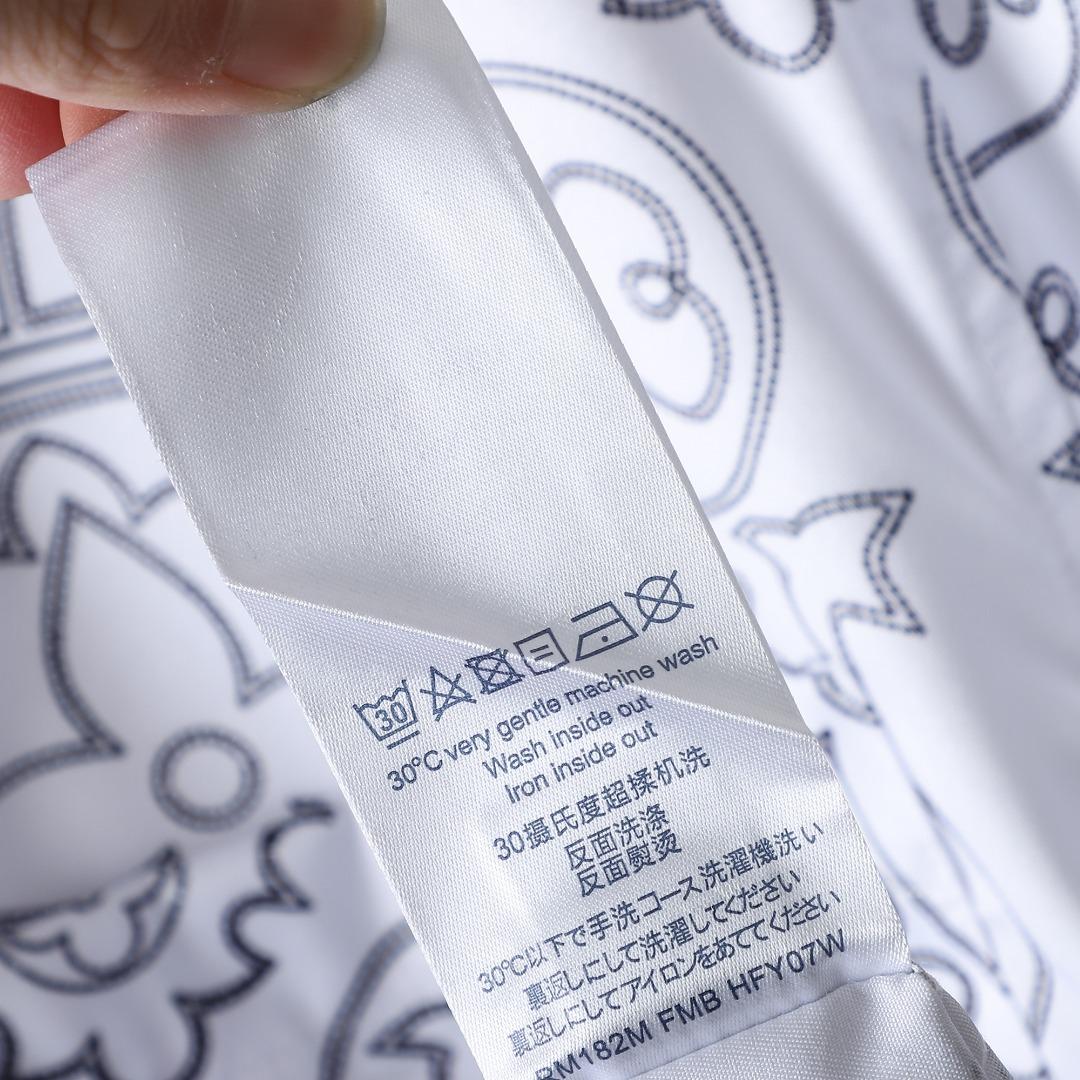 30
30°C very gentle machine wash
Wash inside out
Iron inside out
30摄氏度超揉机洗
反面洗涤
反面熨烫
30℃以下で手洗コース洗濯機洗い
裏返しにして洗濯してください
裏返しにしてアイロンをあててください
RM182M FMB HFY07W